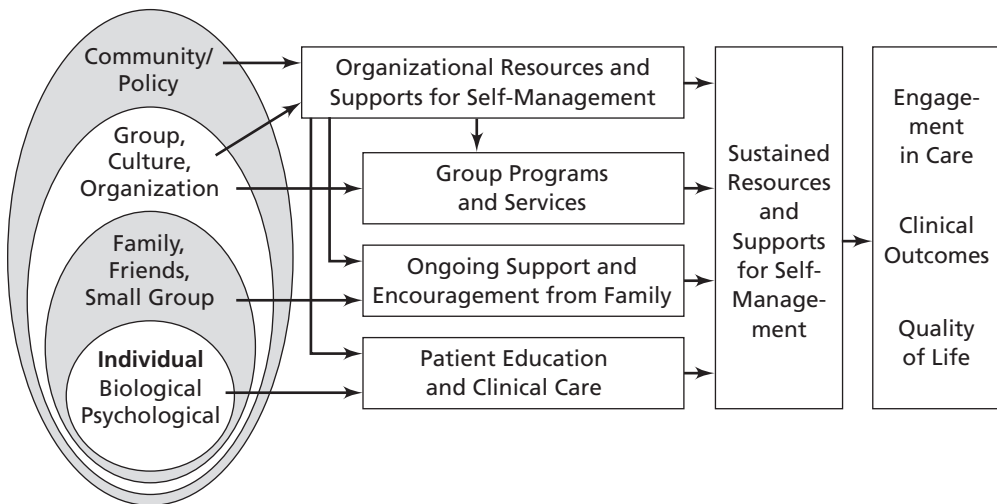 Community/
Policy
Group,
Culture,
Organization
Family,
Friends,
Small Group
Individual
Biological
Psychological
Organizational Resources and
Supports for Self-Management
Group Programs
and Services
Ongoing Support and
Encouragement from Family
Patient Education
and Clinical Care
Sustained
Resources
and
Supports
for Self-
Manage-
ment
Engage-
ment
in Care
Clinical
Outcomes
Quality
of Life